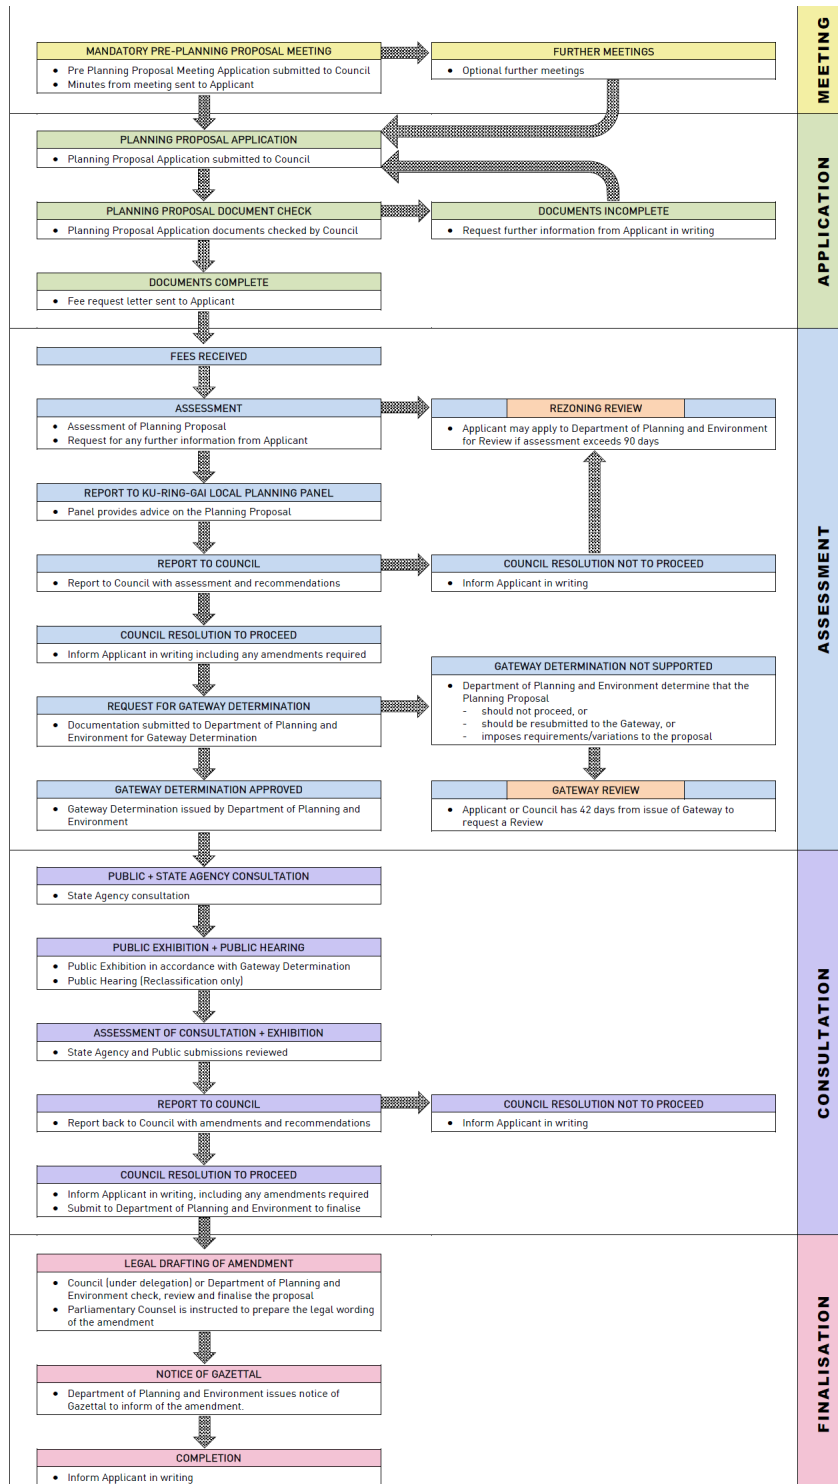 MEETING
MANDATORY PRE-PLANNING PROPOSAL MEETING
• Pre Planning Proposal Meeting Application submitted to Council
• Minutes from meeting sent to Applicant
FURTHER MEETINGS
• Optional further meetings
APPLICATION
PLANNING PROPOSAL APPLICATION
• Planning Proposal Application submitted to Council
PLANNING PROPOSAL DOCUMENT CHECK
• Planning Proposal Application documents checked by Council
DOCUMENTS INCOMPLETE
• Request further information from Applicant in writing
DOCUMENTS COMPLETE
• Fee request letter sent to Applicant
ASSESSMENT
FEES RECEIVED
ASSESSMENT
• Assessment of Planning Proposal
• Request for any further information from Applicant
REZONING REVIEW
• Applicant may apply to Department of Planning and Environment
for Review if assessment exceeds 90 days
REPORT TO KU-RING-GAI LOCAL PLANNING PANEL
• Panel provides advice on the Planning Proposal
REPORT TO COUNCIL
• Report to Council with assessment and recommendations
COUNCIL RESOLUTION NOT TO PROCEED
• Inform Applicant in writing
COUNCIL RESOLUTION TO PROCEED
• Inform Applicant in writing including any amendments required
REQUEST FOR GATEWAY DETERMINATION
• Documentation submitted to Department of Planning and
Environment for Gateway Determination
GATEWAY DETERMINATION NOT SUPPORTED
• Department of Planning and Environment determine that the
Planning Proposal
- should not proceed, or
- should be resubmitted to the Gateway, or
- imposes requirements/variations to the proposal
GATEWAY DETERMINATION APPROVED
• Gateway Determination issued by Department of Planning and
Environment
GATEWAY REVIEW
• Applicant or Council has 42 days from issue of Gateway to
request a Review
CONSULTATION
PUBLIC + STATE AGENCY CONSULTATION
• State Agency consultation
PUBLIC EXHIBITION + PUBLIC HEARING
• Public Exhibition in accordance with Gateway Determination
• Public Hearing (Reclassification only)
ASSESSMENT OF CONSULTATION + EXHIBITION
• State Agency and Public submissions reviewed
REPORT TO COUNCIL
• Report back to Council with amendments and recommendations
COUNCIL RESOLUTION NOT TO PROCEED
• Inform Applicant in writing
COUNCIL RESOLUTION TO PROCEED
• Inform Applicant in writing, including any amendments required
• Submit to Department of Planning and Environment to finalise
FINALISATION
LEGAL DRAFTING OF AMENDMENT
• Council (under delegation) or Department of Planning and
Environment check, review and finalise the proposal
• Parliamentary Counsel is instructed to prepare the legal wording
of the amendment
NOTICE OF GAZETTAL
• Department of Planning and Environment issues notice of
Gazettal to inform of the amendment.
COMPLETION
• Inform Applicant in writing